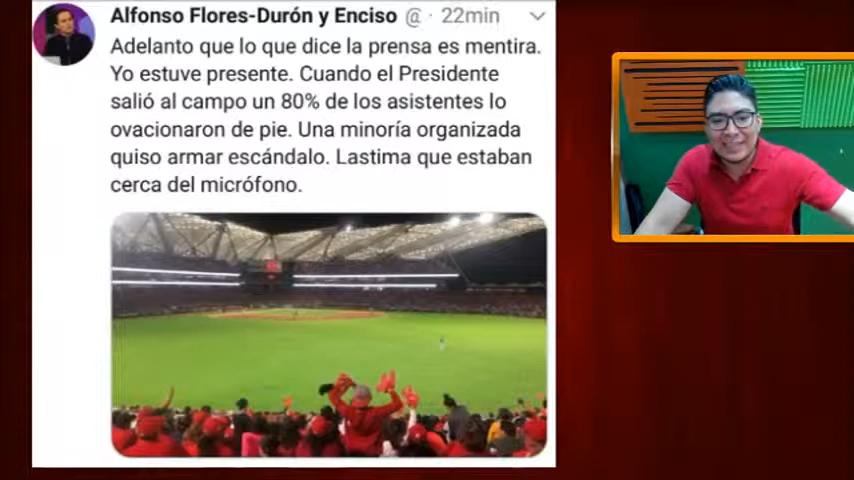 Alfonso Flores-Durón y Enciso @ · 22min
Adelanto que lo que dice la prensa es mentira.
Yo estuve presente. Cuando el Presidente
salió al campo un 80% de los asistentes lo
ovacionaron de pie. Una minoría organizada
quiso armar escándalo. Lastima que estaban
cerca del micrófono.